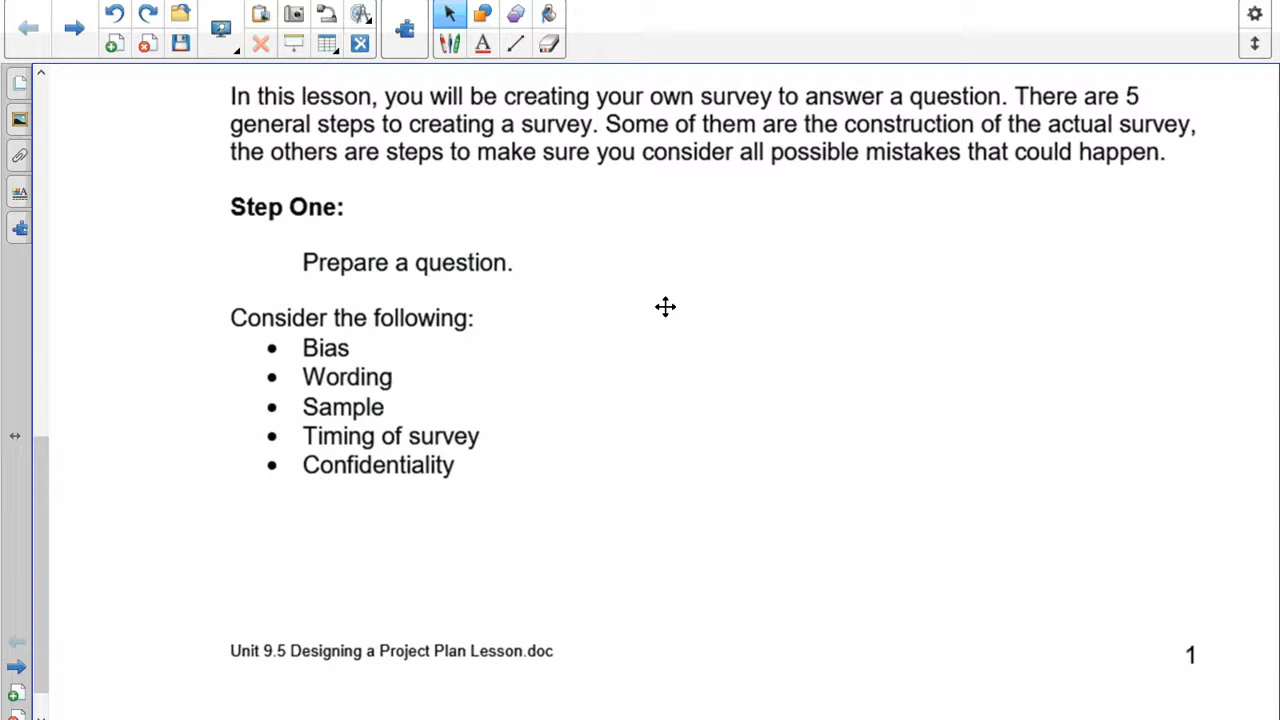 In this lesson, you will be creating your own survey to answer a question. There are 5
general steps to creating a survey. Some of them are the construction of the actual survey,
the others are steps to make sure you consider all possible mistakes that could happen.
Step One:
Prepare a question.
Consider the following:
• Bias
• Wording
• Sample
• Timing of survey
• Confidentiality
Unit 9.5 Designing a Project Plan Lesson.doc
1